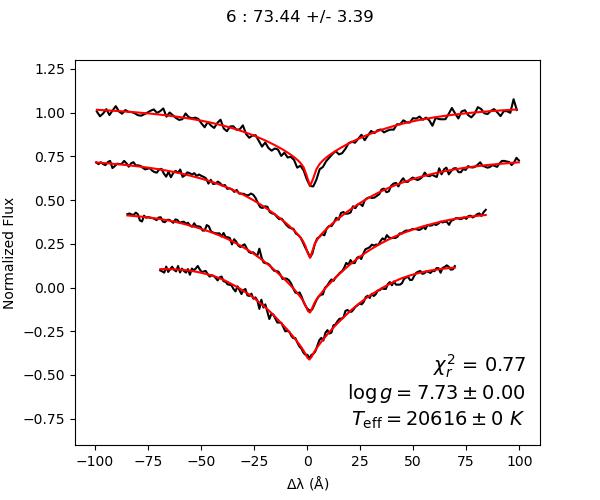 6 : 73.44 +/- 3.39
1.25
1.00
0.75
0.50
0.25
0.00
−0.25
−0.50
−0.75
Normalized Flux
χ²ᵣ = 0.77
log g = 7.73 ± 0.00
T_eff = 20616 ± 0 K
−100 −75 −50 −25 0 25 50 75 100
Δλ (Å)